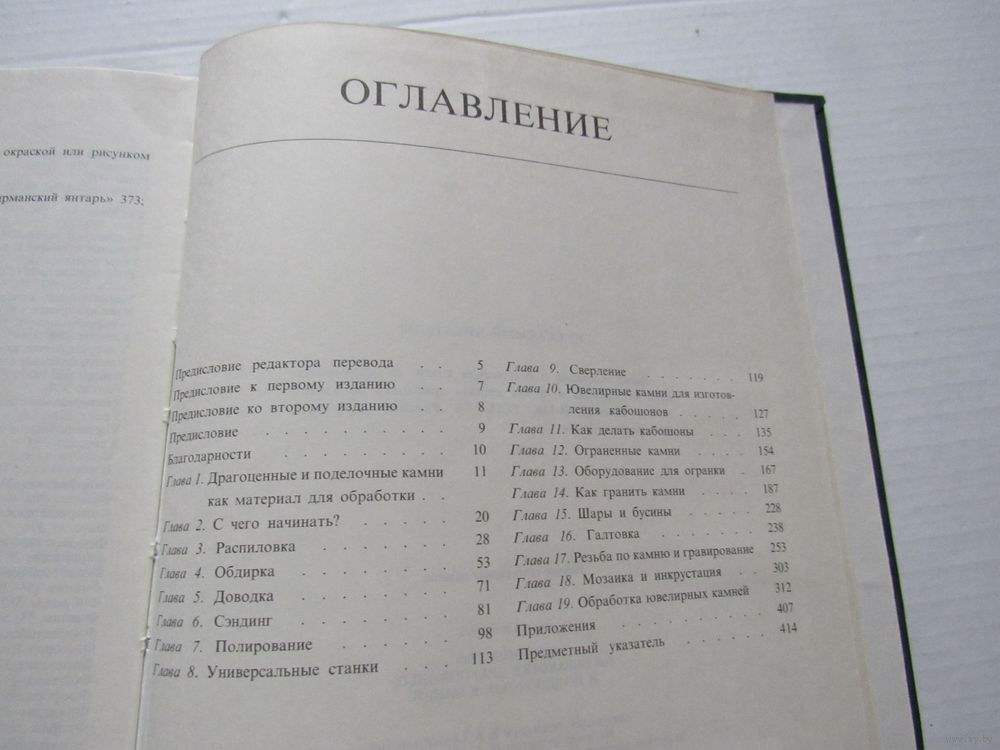 окраской или рисунком
рманский янтарь» 373;
ОГЛАВЛЕНИЕ
Предисловие редактора перевода . . 5
Предисловие к первому изданию . . 7
Предисловие ко второму изданию . . 8
Предисловие . . . . . . . . . . 9
Благодарности . . . . . . . . 10
Глава 1. Драгоценные и поделочные камни 11
как материал для обработки . .
Глава 2. С чего начинать? . . . . . 20
Глава 3. Распиловка . . . . . . 28
Глава 4. Обдирка . . . . . . . 53
Глава 5. Доводка . . . . . . . 71
Глава 6. Сэндинг . . . . . . . 81
Глава 7. Полирование . . . . . 98
Глава 8. Универсальные станки . . . 113
Глава 9. Сверление . . . . . . . 119
Глава 10. Ювелирные камни для изготов-
ления кабошонов . . . . . 127
Глава 11. Как делать кабошоны . . . 135
Глава 12. Ограненные камни . . . . 154
Глава 13. Оборудование для огранки . 167
Глава 14. Как гранить камни . . . . 187
Глава 15. Шары и бусины . . . . . 228
Глава 16. Галтовка . . . . . . 238
Глава 17. Резьба по камню и гравирование 253
Глава 18. Мозаика и инкрустация . . 303
Глава 19. Обработка ювелирных камней 312
Приложения . . . . . . . . . 407
Предметный указатель . . . . . . 414